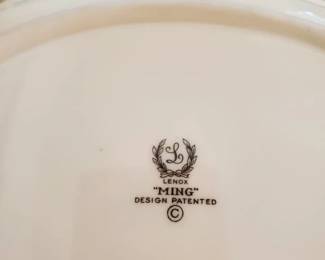 L
LENOX
"MING"
DESIGN PATENTED
©